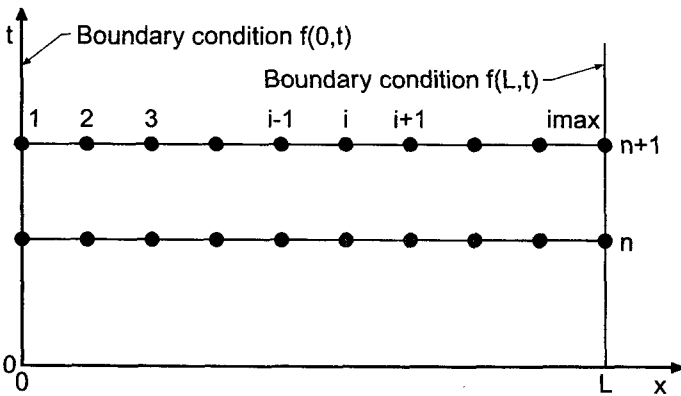 t
Boundary condition f(0,t)
Boundary condition f(L,t)
1 2 3 i-1 i i+1 imax
n+1
n
0
0 L x